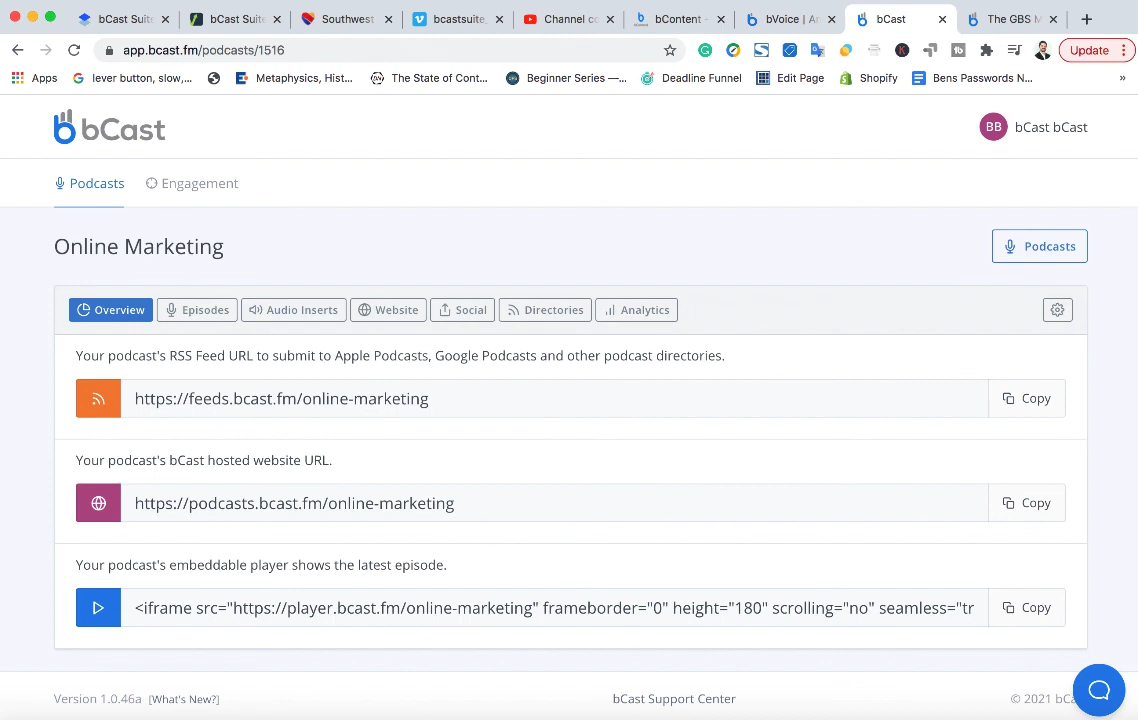 bCast Suite
bCast Suite
Southwest
bcastsuite_
Channel co
bContent -
bVoice | An
bCast
The GBS M
app.bcast.fm/podcasts/1516
Update
Apps
lever button, slow,...
Metaphysics, Hist...
The State of Cont...
Beginner Series —...
Deadline Funnel
Edit Page
Shopify
Bens Passwords N...
»
bCast
BB
bCast bCast
Podcasts
Engagement
Online Marketing
Podcasts
Overview
Episodes
Audio Inserts
Website
Social
Directories
Analytics
Your podcast's RSS Feed URL to submit to Apple Podcasts, Google Podcasts and other podcast directories.
https://feeds.bcast.fm/online-marketing
Copy
Your podcast's bCast hosted website URL.
https://podcasts.bcast.fm/online-marketing
Copy
Your podcast's embeddable player shows the latest episode.
<iframe src="https://player.bcast.fm/online-marketing" frameborder="0" height="180" scrolling="no" seamless="tr
Copy
Version 1.0.46a [What's New?]
bCast Support Center
© 2021 bCa